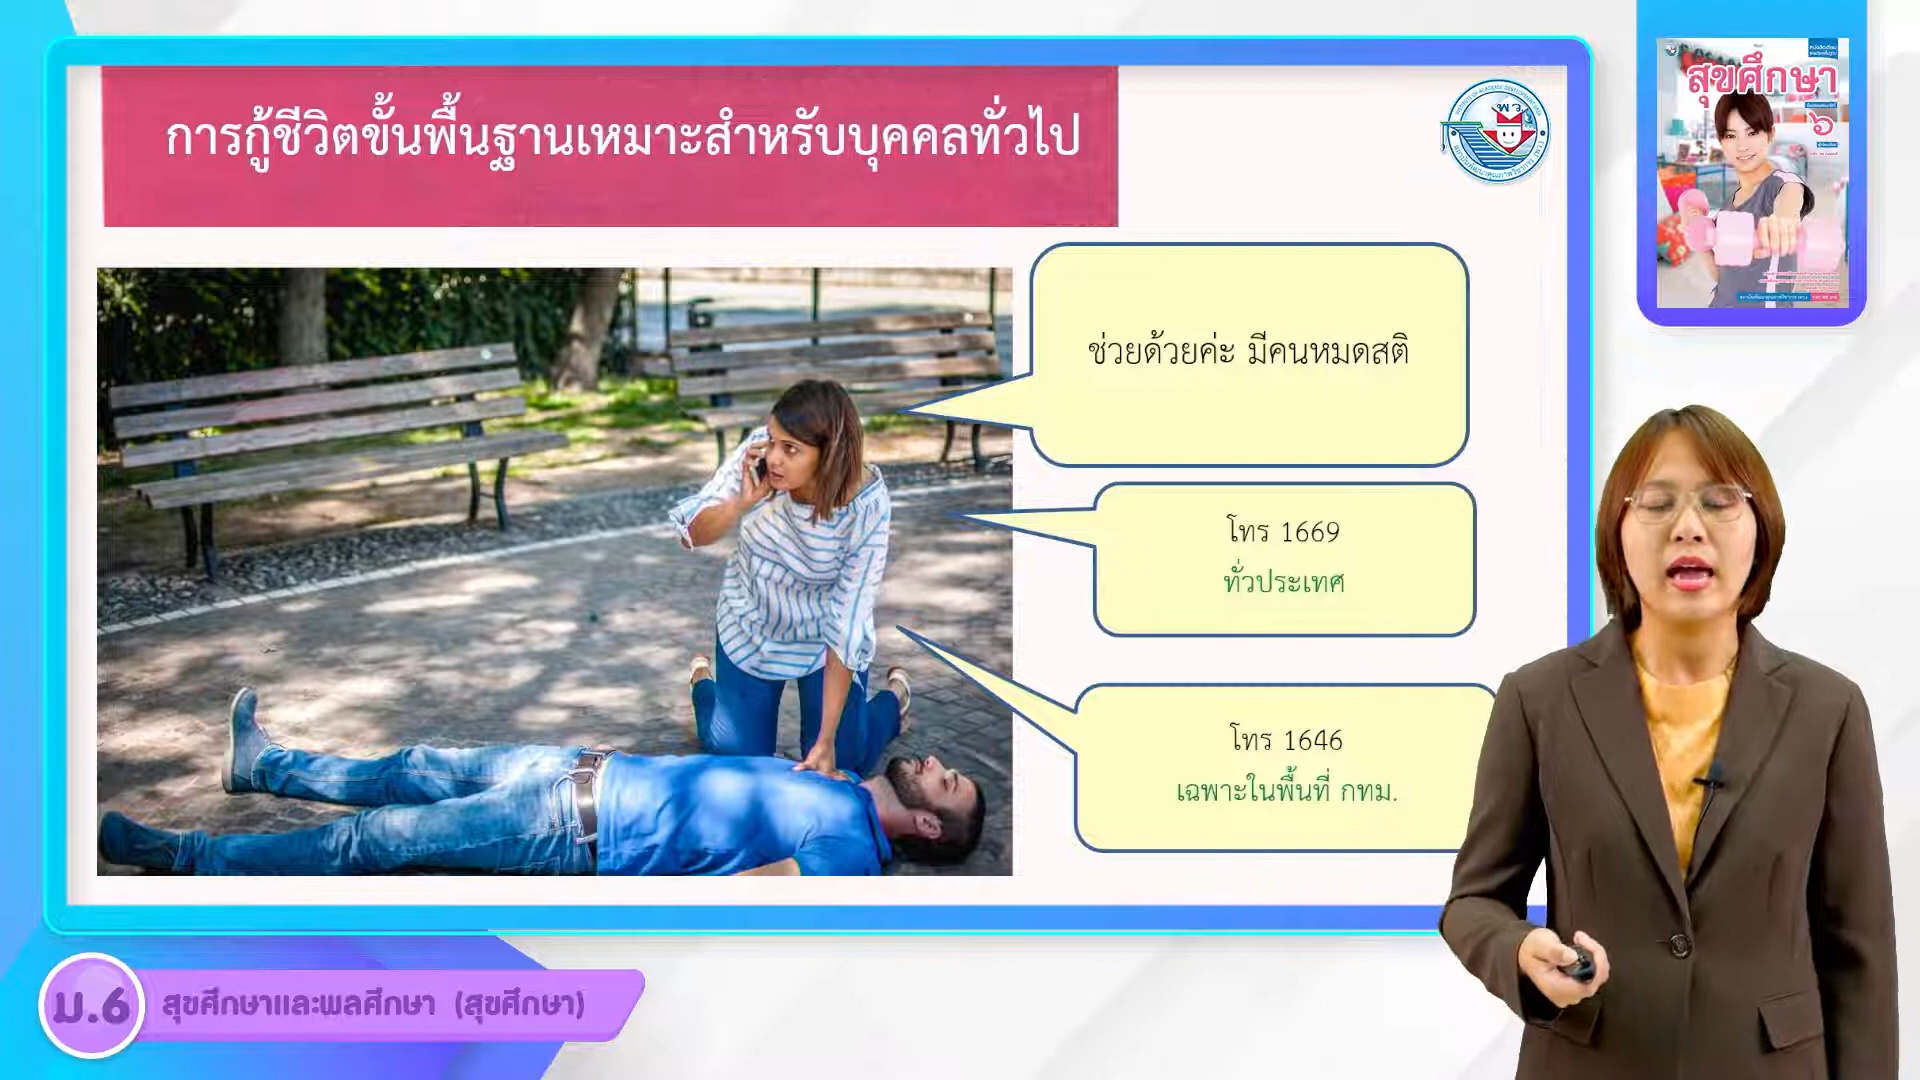 การกู้ชีวิตขั้นพื้นฐานเหมาะสำหรับบุคคลทั่วไป
พว.
สุขศึกษา
๖
ช่วยด้วยค่ะ มีคนหมดสติ
โทร 1669
ทั่วประเทศ
โทร 1646
เฉพาะในพื้นที่ กทม.
ม.6 สุขศึกษาและพลศึกษา (สุขศึกษา)